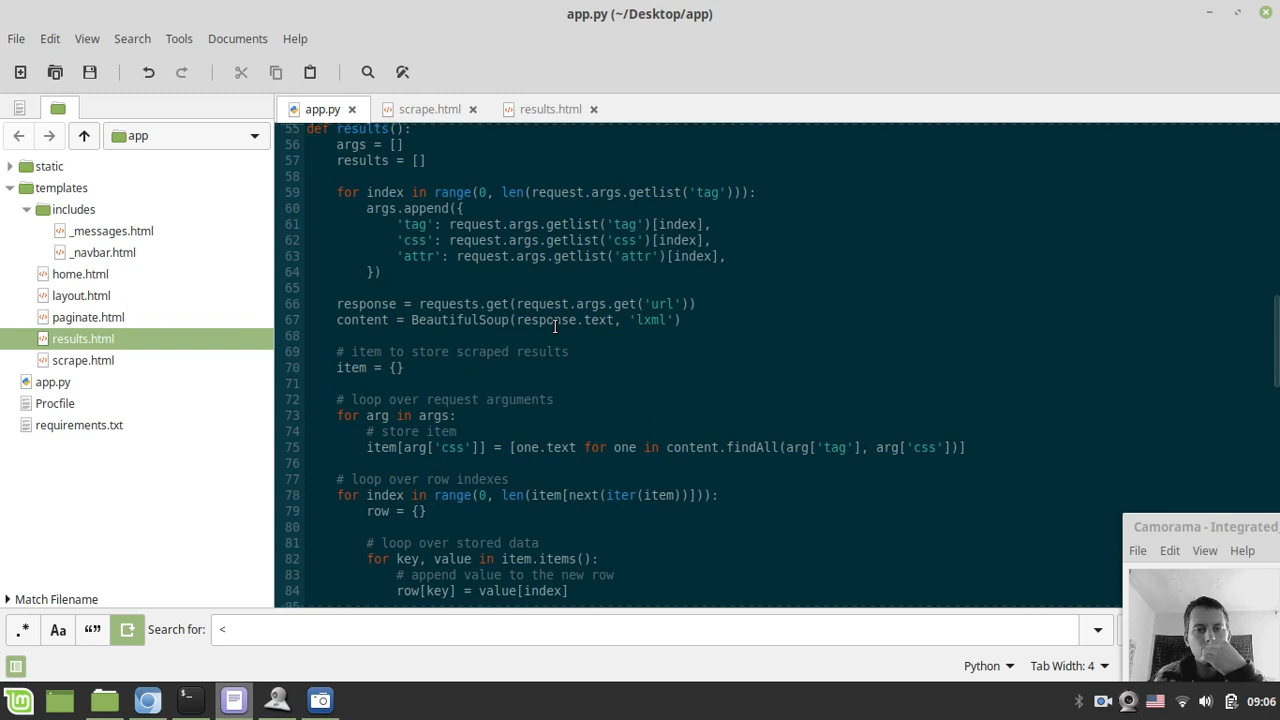 app.py (~/Desktop/app)
File Edit View Search Tools Documents Help
app
app.py scrape.html results.html
static
templates
includes
_messages.html
_navbar.html
home.html
layout.html
paginate.html
results.html
scrape.html
app.py
Procfile
requirements.txt
Match Filename
55 def results():
56 args = []
57 results = []
58
59 for index in range(0, len(request.args.getlist('tag'))):
60 args.append({
61 'tag': request.args.getlist('tag')[index],
62 'css': request.args.getlist('css')[index],
63 'attr': request.args.getlist('attr')[index],
64 })
65
66 response = requests.get(request.args.get('url'))
67 content = BeautifulSoup(response.text, 'lxml')
68
69 # item to store scraped results
70 item = {}
71
72 # loop over request arguments
73 for arg in args:
74 # store item
75 item[arg['css']] = [one.text for one in content.findAll(arg['tag'], arg['css'])]
76
77 # loop over row indexes
78 for index in range(0, len(item[next(iter(item))])):
79 row = {}
80
81 # loop over stored data
82 for key, value in item.items():
83 # append value to the new row
84 row[key] = value[index]
Camorama - Integrated_
File Edit View Help
.* Aa “” Search for: <
Python Tab Width: 4
09:06